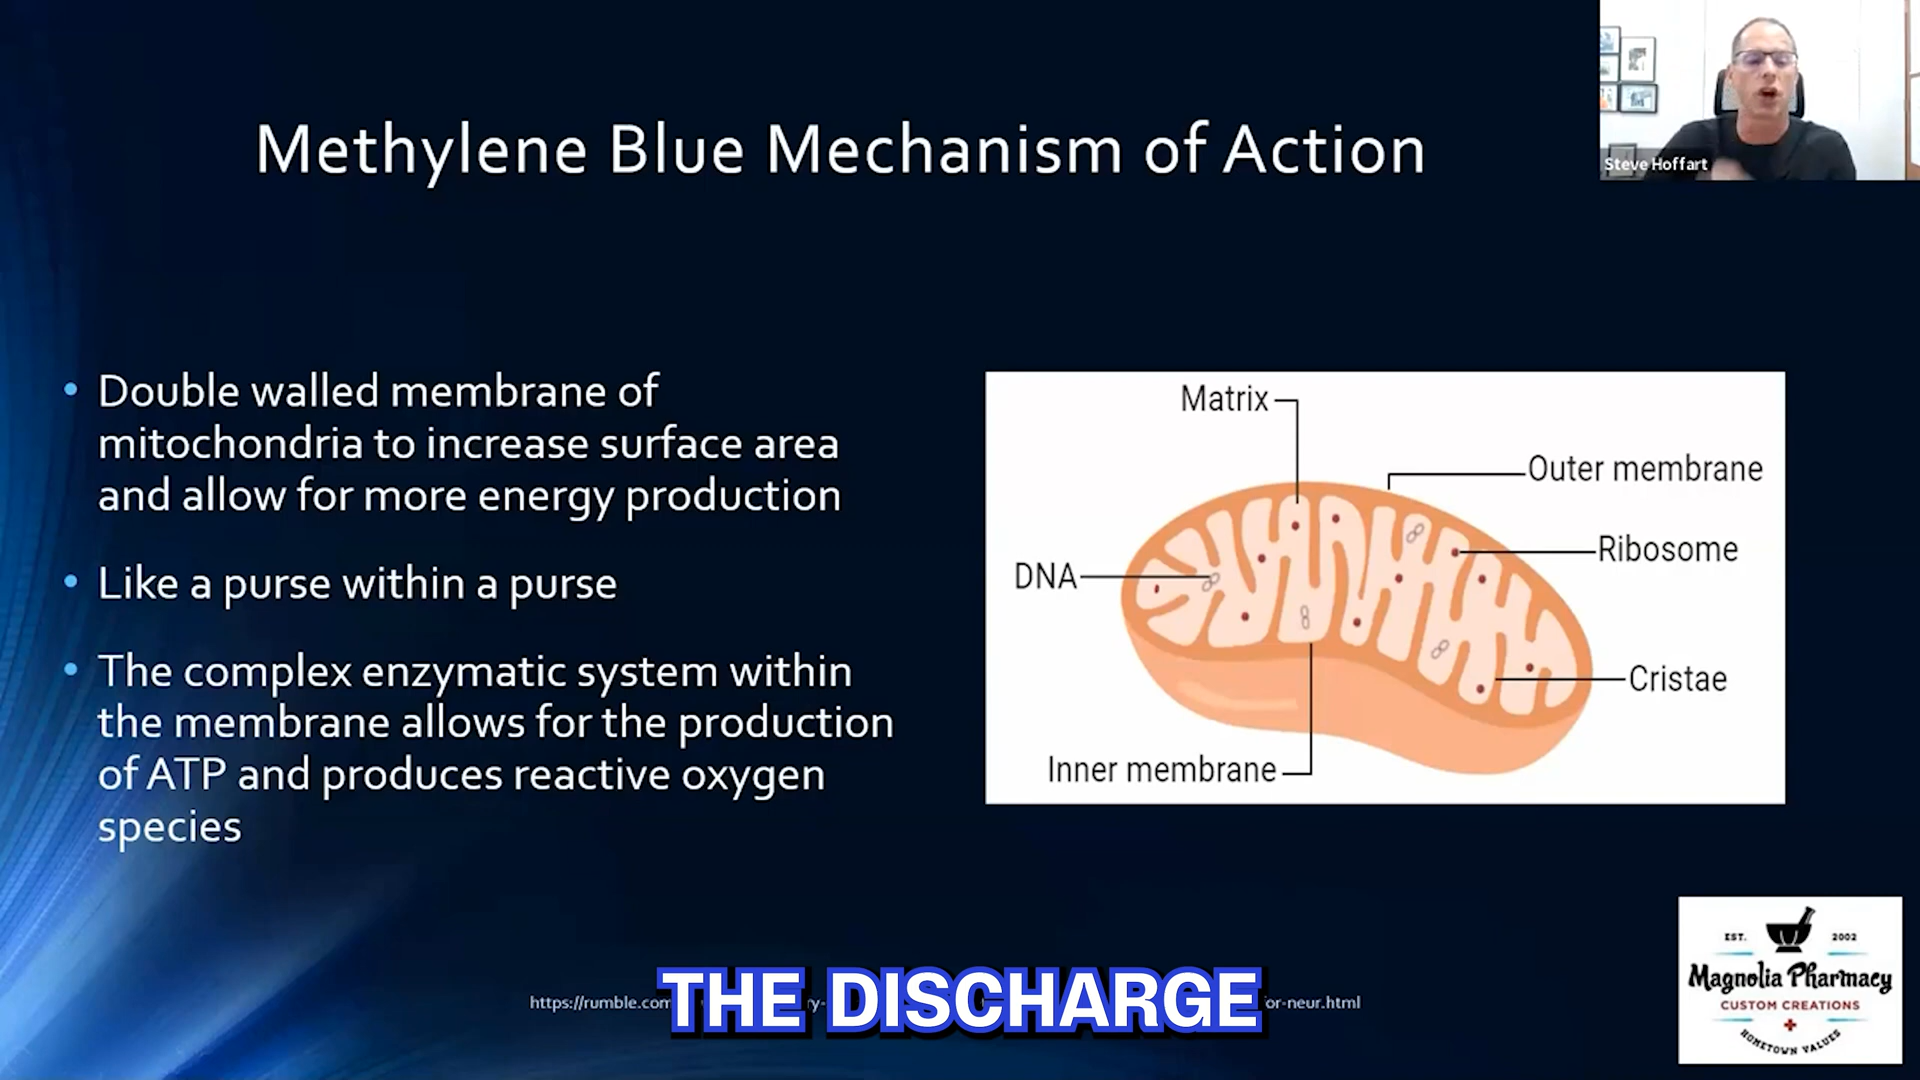 Methylene Blue Mechanism of Action
Steve Hoffart
• Double walled membrane of
mitochondria to increase surface area
and allow for more energy production
• Like a purse within a purse
• The complex enzymatic system within
the membrane allows for the production
of ATP and produces reactive oxygen
species
Matrix
Outer membrane
Ribosome
DNA
Cristae
Inner membrane
https://rumble.com
or-neur.html
THE DISCHARGE
EST. 2002
Magnolia Pharmacy
CUSTOM CREATIONS
HOMETOWN VALUES